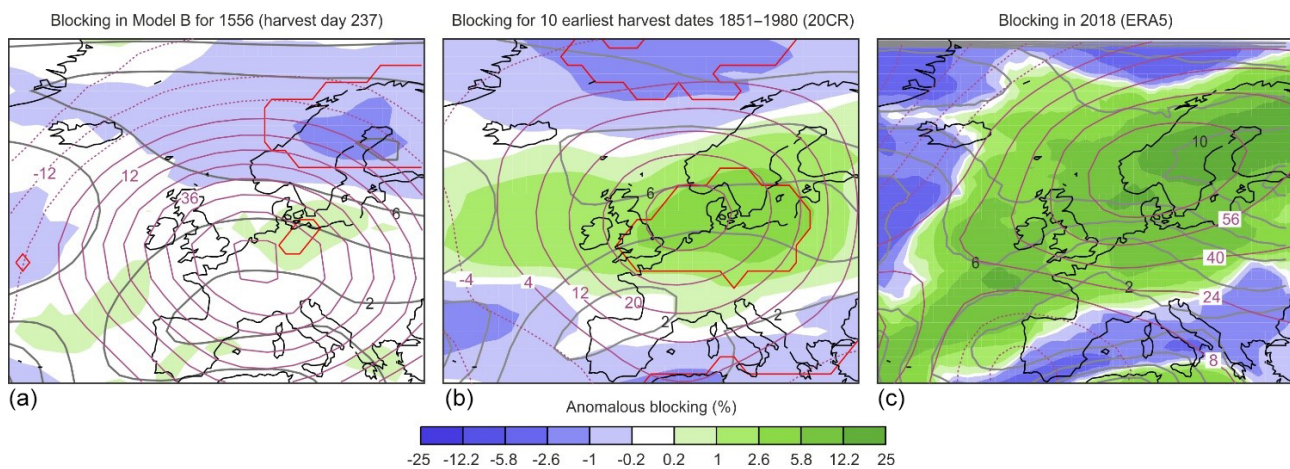 Blocking in Model B for 1556 (harvest day 237)
Blocking for 10 earliest harvest dates 1851–1980 (20CR)
Blocking in 2018 (ERA5)
-12
12
36
6
2
6
-4
4
12
20
2
2
10
56
40
6
2
24
8
(a)
(b)
(c)
Anomalous blocking (%)
-25 -12.2 -5.8 -2.6 -1 -0.2 0.2 1 2.6 5.8 12.2 25